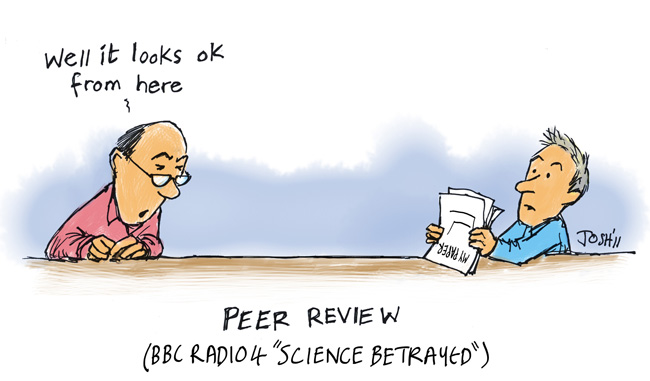 Well it looks ok
from here
MY PAPER
JOSH'11
PEER REVIEW
(BBC RADIO4 "SCIENCE BETRAYED")